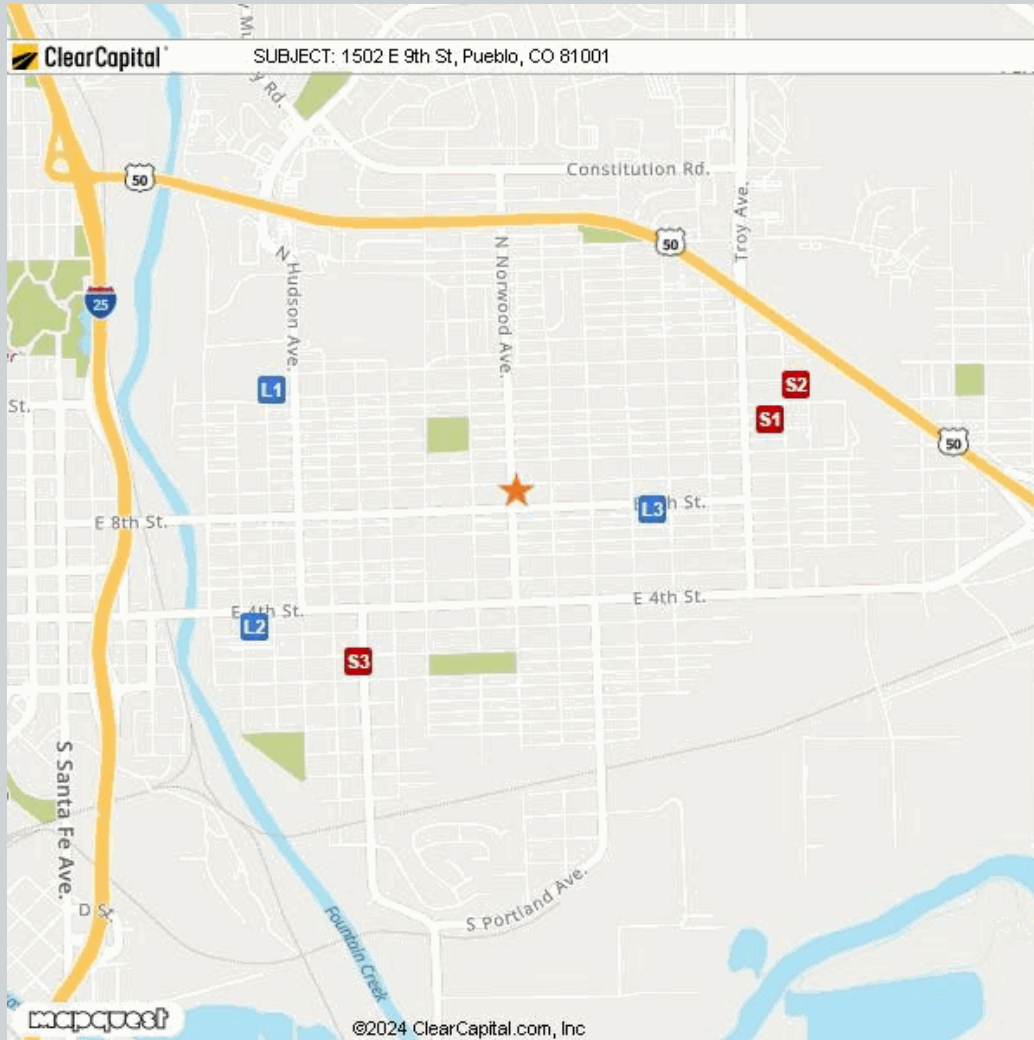 ClearCapital
SUBJECT: 1502 E 9th St, Pueblo, CO 81001
y Rd.
Constitution Rd.
50
50
Troy Ave.
N Hudson Ave.
N Norwood Ave.
25
L1
S2
St.
S1
50
E 8th St.
L3
h St.
E 4th St.
E 4th St.
L2
S3
S Santa Fe Ave.
D St.
S Portland Ave.
Fountain Creek
mapquest
©2024 ClearCapital.com, Inc